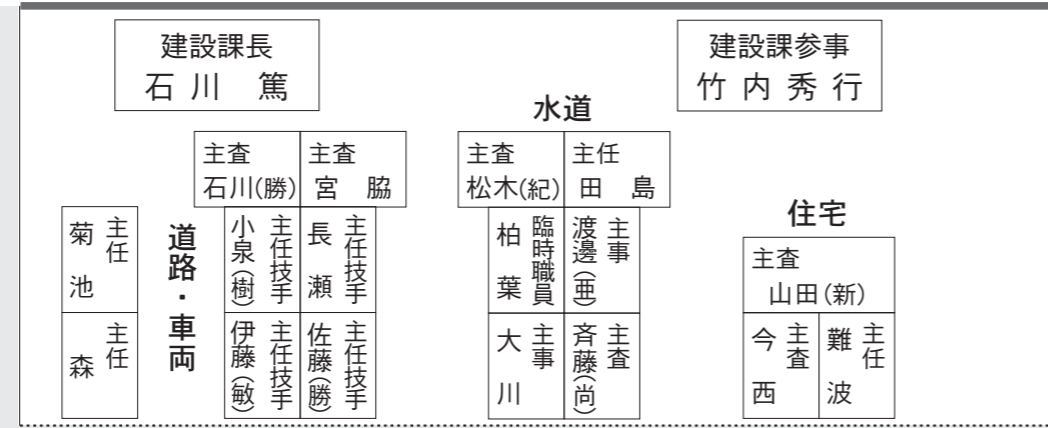 建設課長
石川 篤
建設課参事
竹内秀行
水道
主査
石川(勝)
主査
宮 脇
主査
松木(紀)
主任
田 島
住宅
主任
菊 池
主任
森
道路・車両
主任技手
小泉(樹)
主任技手
長 瀬
主任技手
伊藤(敏)
主任技手
佐藤(勝)
臨時職員
柏 葉
主事
渡邊(亜)
主事
大 川
主査
斉藤(尚)
主査
山田(新)
主査
今 西
主任
難 波